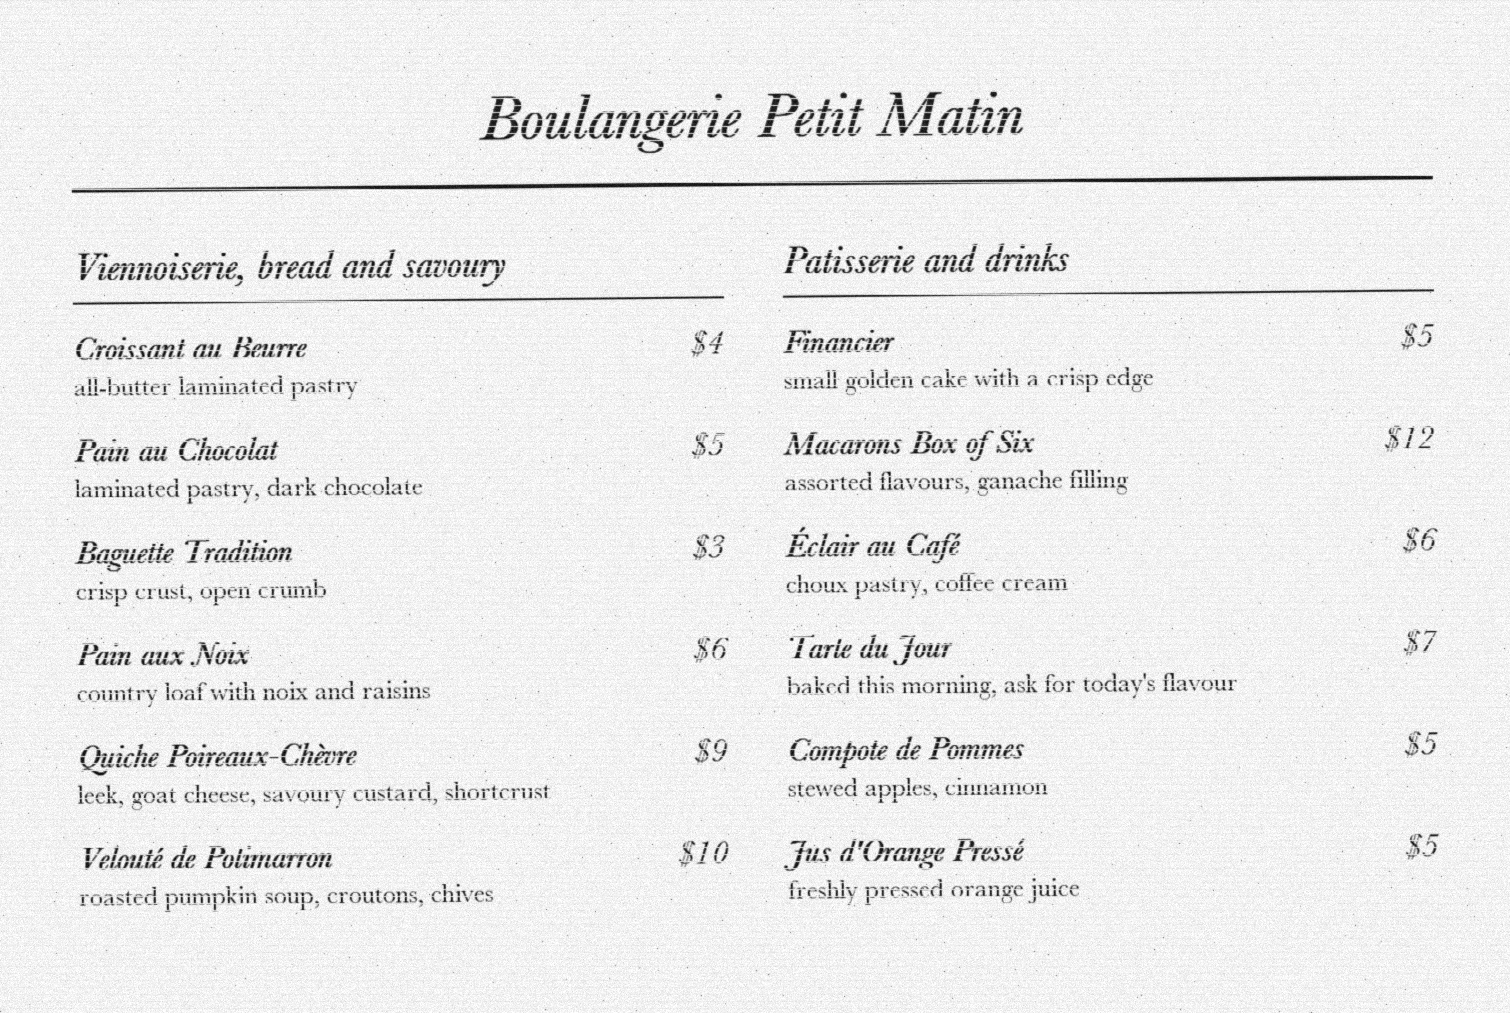 Boulangerie Petit Matin
Viennoiserie, bread and savoury
Croissant au Beurre $4
all-butter laminated pastry
Pain au Chocolat $5
laminated pastry, dark chocolate
Baguette Tradition $3
crisp crust, open crumb
Pain aux Noix $6
country loaf with noix and raisins
Quiche Poireaux-Chèvre $9
leek, goat cheese, savoury custard, shortcrust
Velouté de Potimarron $10
roasted pumpkin soup, croutons, chives
Patisserie and drinks
Financier $5
small golden cake with a crisp edge
Macarons Box of Six $12
assorted flavours, ganache filling
Éclair au Café $6
choux pastry, coffee cream
Tarte du Jour $7
baked this morning, ask for today's flavour
Compote de Pommes $5
stewed apples, cinnamon
Jus d'Orange Pressé $5
freshly pressed orange juice